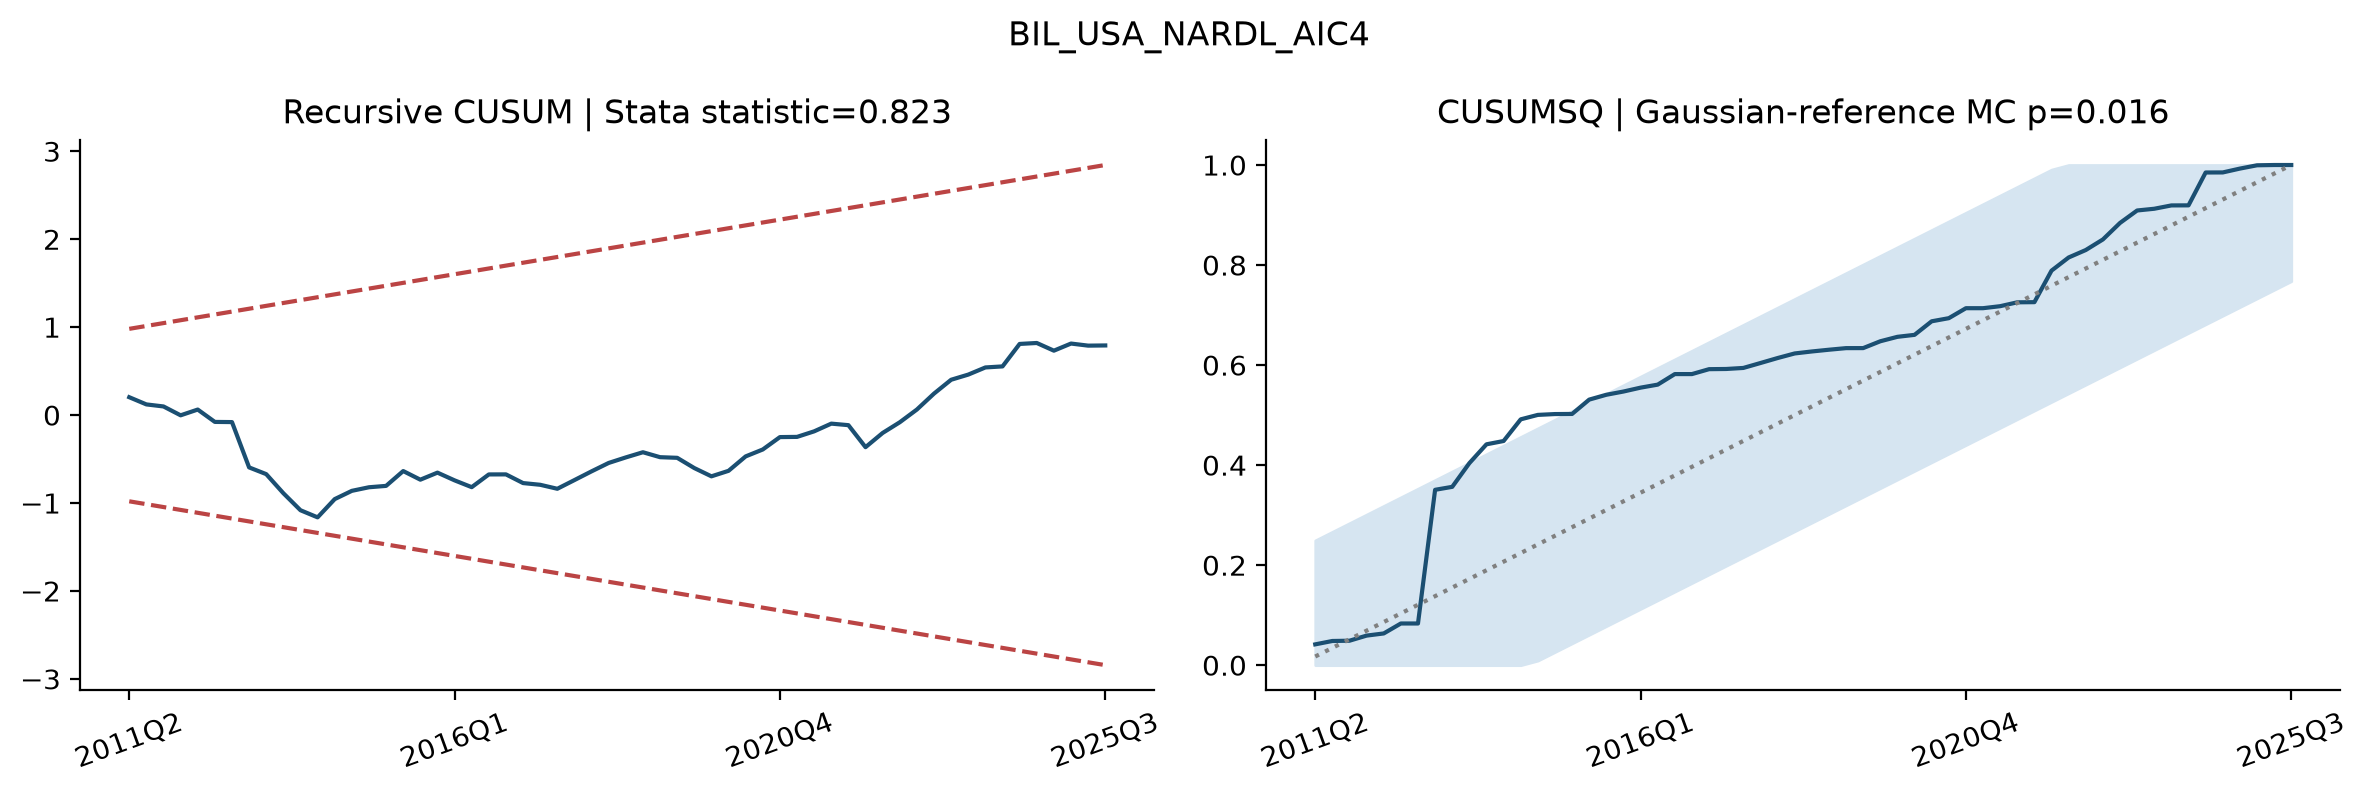 BIL_USA_NARDL_AIC4
Recursive CUSUM | Stata statistic=0.823
3
2
1
0
−1
−2
−3
2011Q2
2016Q1
2020Q4
2025Q3
CUSUMSQ | Gaussian-reference MC p=0.016
1.0
0.8
0.6
0.4
0.2
0.0
2011Q2
2016Q1
2020Q4
2025Q3